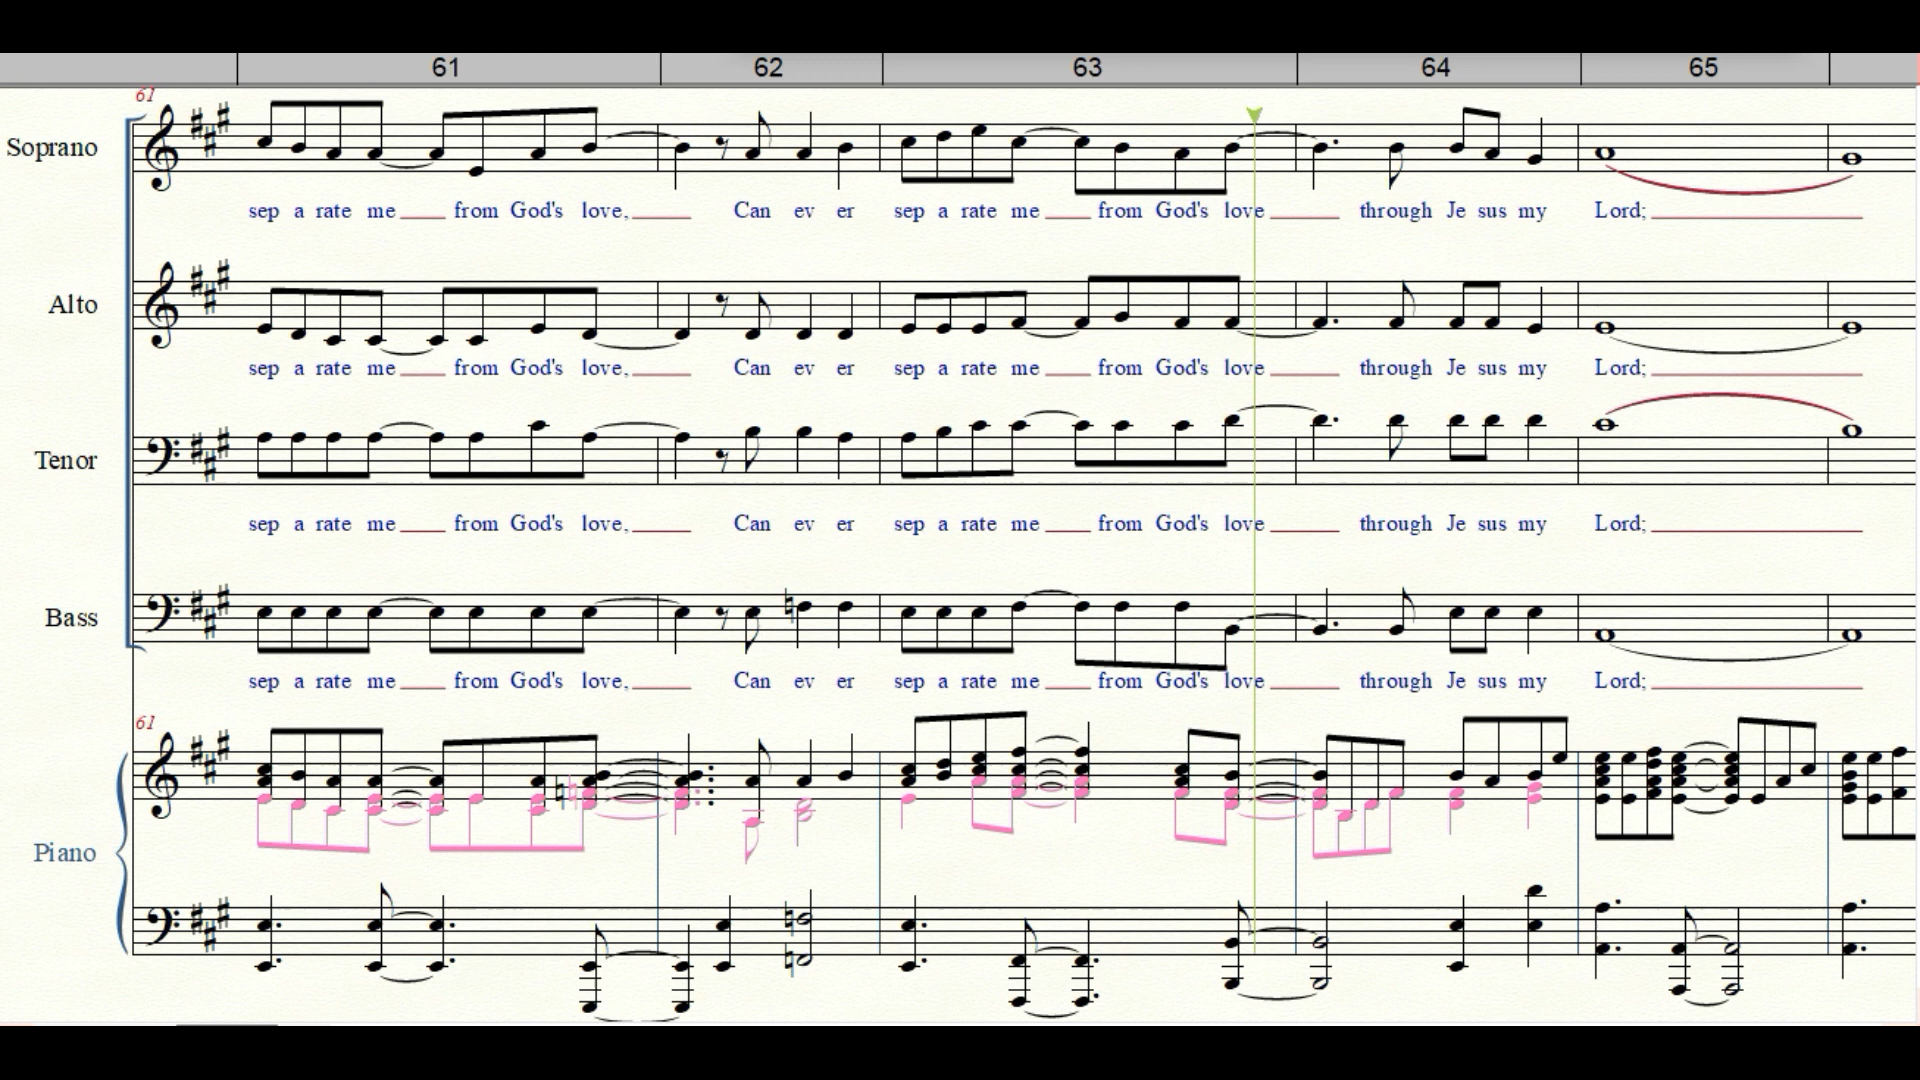 61 62 63 64 65
61
Soprano
sep a rate me from God's love, Can ev er sep a rate me from God's love through Je sus my Lord;
Alto
sep a rate me from God's love, Can ev er sep a rate me from God's love through Je sus my Lord;
Tenor
sep a rate me from God's love, Can ev er sep a rate me from God's love through Je sus my Lord;
Bass
sep a rate me from God's love, Can ev er sep a rate me from God's love through Je sus my Lord;
61
Piano